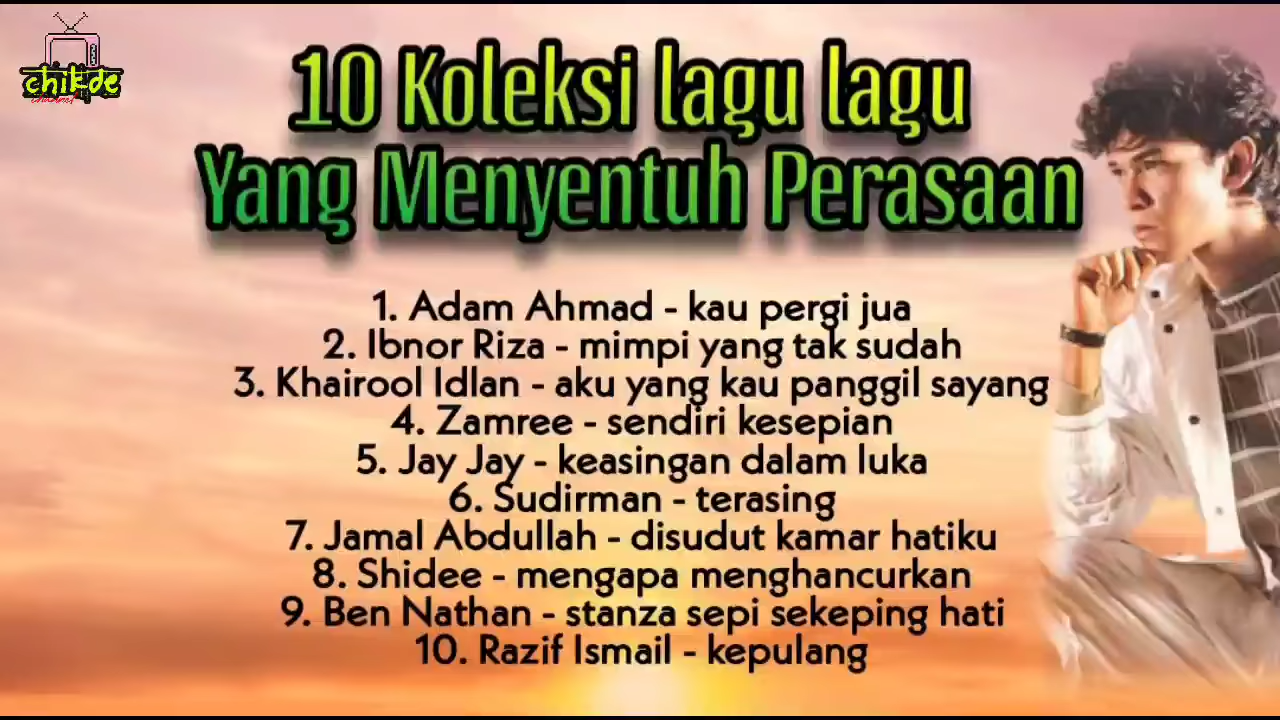 chikde
channel
10 Koleksi lagu lagu
Yang Menyentuh Perasaan
1. Adam Ahmad - kau pergi jua
2. Ibnor Riza - mimpi yang tak sudah
3. Khairool Idlan - aku yang kau panggil sayang
4. Zamree - sendiri kesepian
5. Jay Jay - keasingan dalam luka
6. Sudirman - terasing
7. Jamal Abdullah - disudut kamar hatiku
8. Shidee - mengapa menghancurkan
9. Ben Nathan - stanza sepi sekeping hati
10. Razif Ismail - kepulang